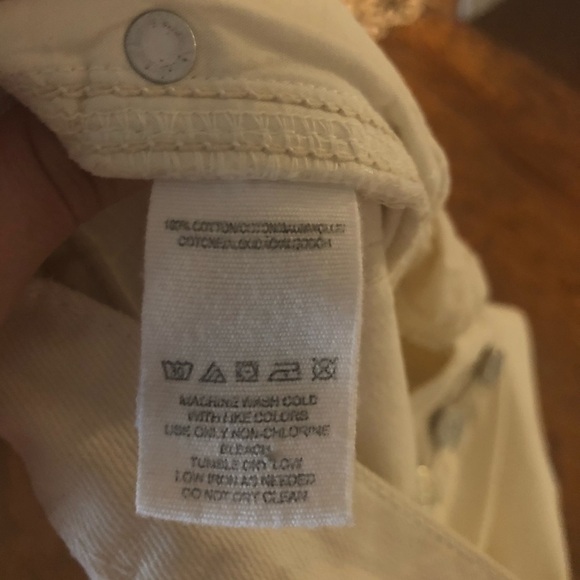 100% COTTON/COTON/
MACHINE WASH COLD
WITH LIKE COLORS
USE ONLY NON-CHLORINE
BLEACH
TUMBLE DRY LOW
LOW IRON AS NEEDED
DO NOT DRY CLEAN